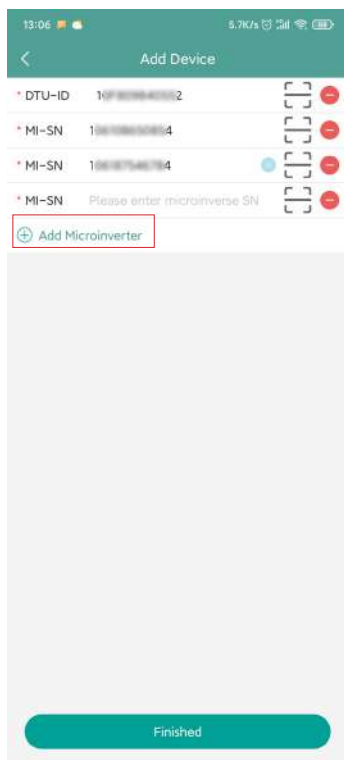 13:06 5.7K/s
Add Device
* DTU-ID
* MI-SN
* MI-SN
* MI-SN Please enter microinverse SN
Add Microinverter
Finished